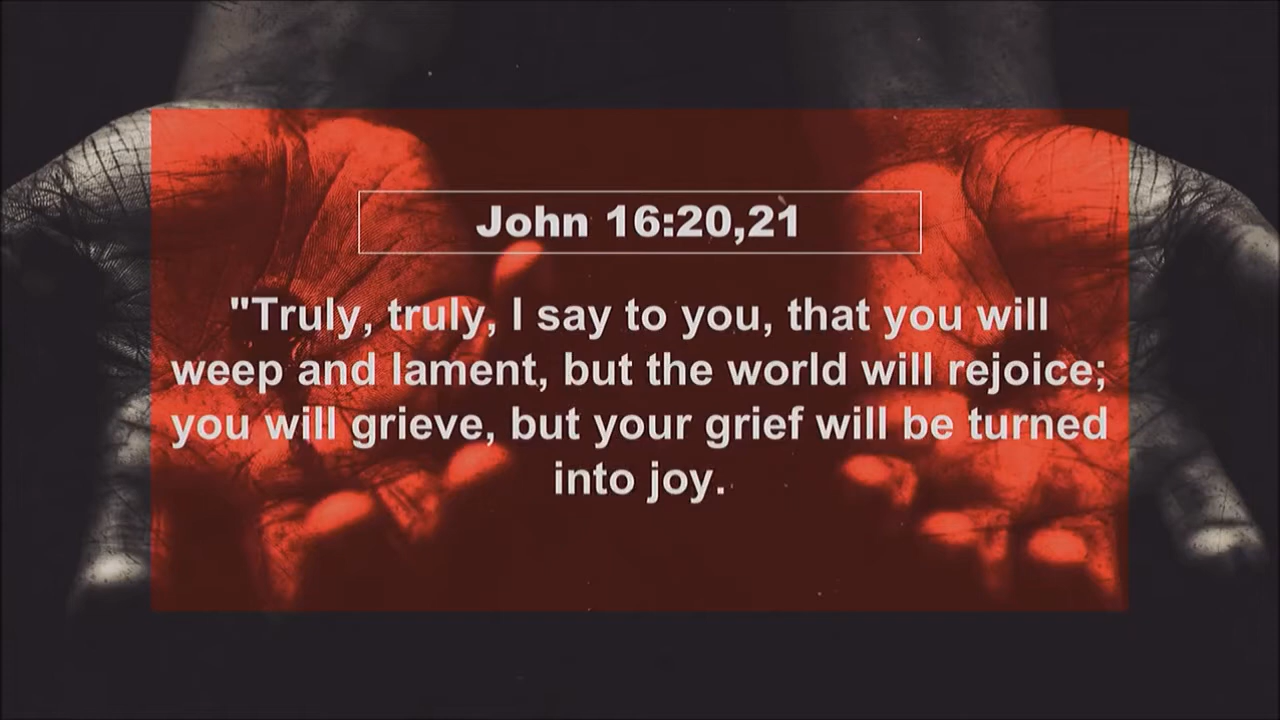 John 16:20,21
"Truly, truly, I say to you, that you will
weep and lament, but the world will rejoice;
you will grieve, but your grief will be turned
into joy.